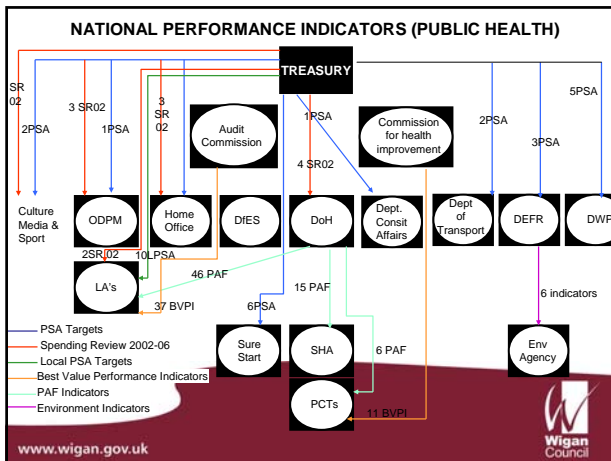 NATIONAL PERFORMANCE INDICATORS (PUBLIC HEALTH)
TREASURY
SR
02
2PSA
3 SR02
1PSA
3
SR
02
Audit
Commission
1PSA
4 SR02
Commission
for health
improvement
2PSA
3PSA
5PSA
Culture
Media &
Sport
ODPM
Home
Office
DfES
DoH
Dept.
Consit
Affairs
Dept
of
Transport
DEFR
DWP
2SR02
10LPSA
LA's
46 PAF
15 PAF
37 BVPI
6PSA
6 PAF
6 indicators
Sure
Start
SHA
Env
Agency
PCTs
11 BVPI
PSA Targets
Spending Review 2002-06
Local PSA Targets
Best Value Performance Indicators
PAF Indicators
Environment Indicators
www.wigan.gov.uk
Wigan
Council